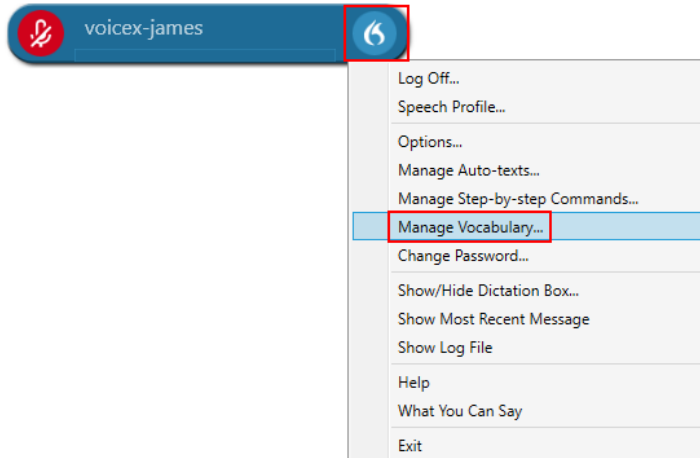 voicex-james
Log Off...
Speech Profile...
Options...
Manage Auto-texts...
Manage Step-by-step Commands...
Manage Vocabulary...
Change Password...
Show/Hide Dictation Box...
Show Most Recent Message
Show Log File
Help
What You Can Say
Exit